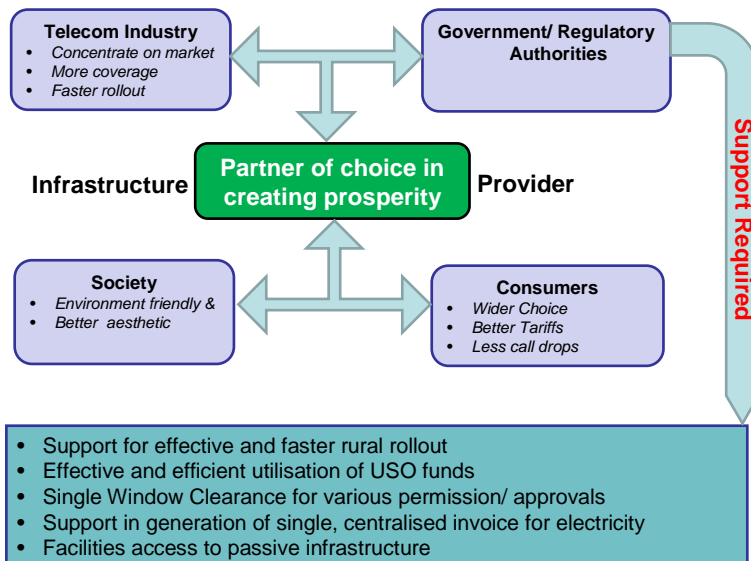 Telecom Industry
• Concentrate on market
• More coverage
• Faster rollout
Government/ Regulatory
Authorities
Support Required
Infrastructure
Partner of choice in
creating prosperity
Provider
Society
• Environment friendly &
• Better aesthetic
Consumers
• Wider Choice
• Better Tariffs
• Less call drops
• Support for effective and faster rural rollout
• Effective and efficient utilisation of USO funds
• Single Window Clearance for various permission/ approvals
• Support in generation of single, centralised invoice for electricity
• Facilities access to passive infrastructure